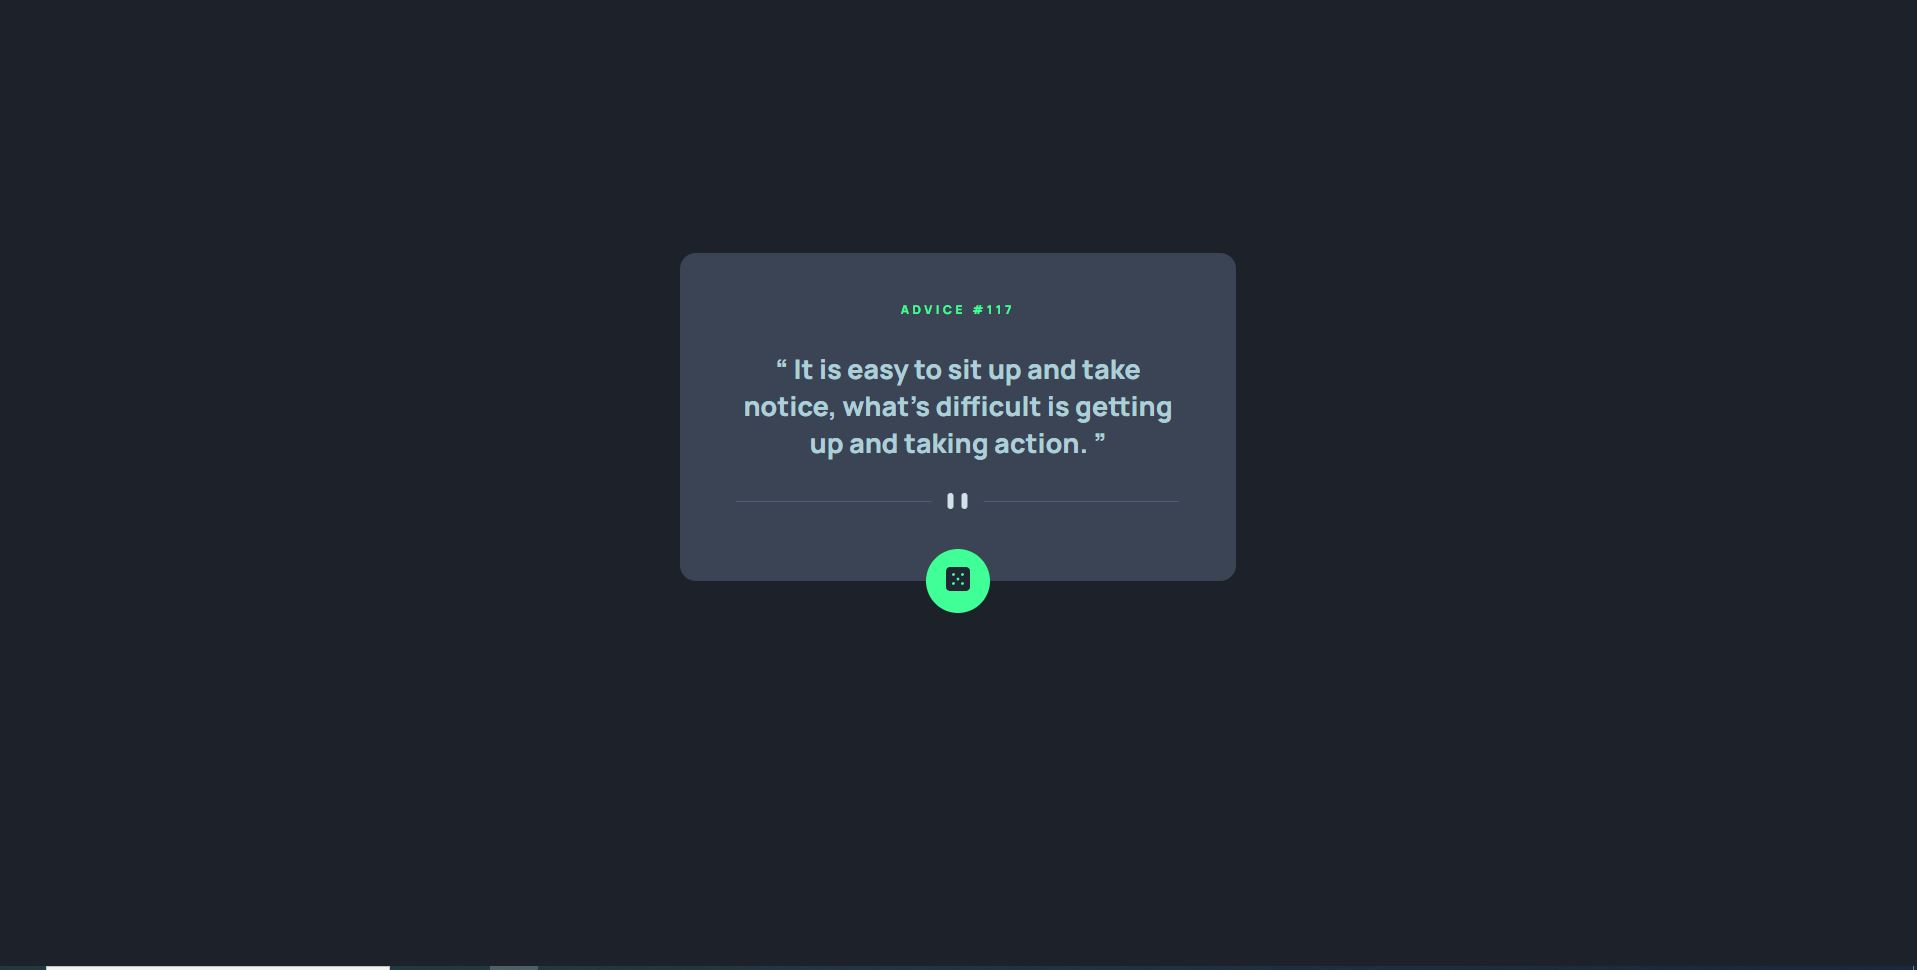 ADVICE #117
“ It is easy to sit up and take
notice, what’s difficult is getting
up and taking action. ”